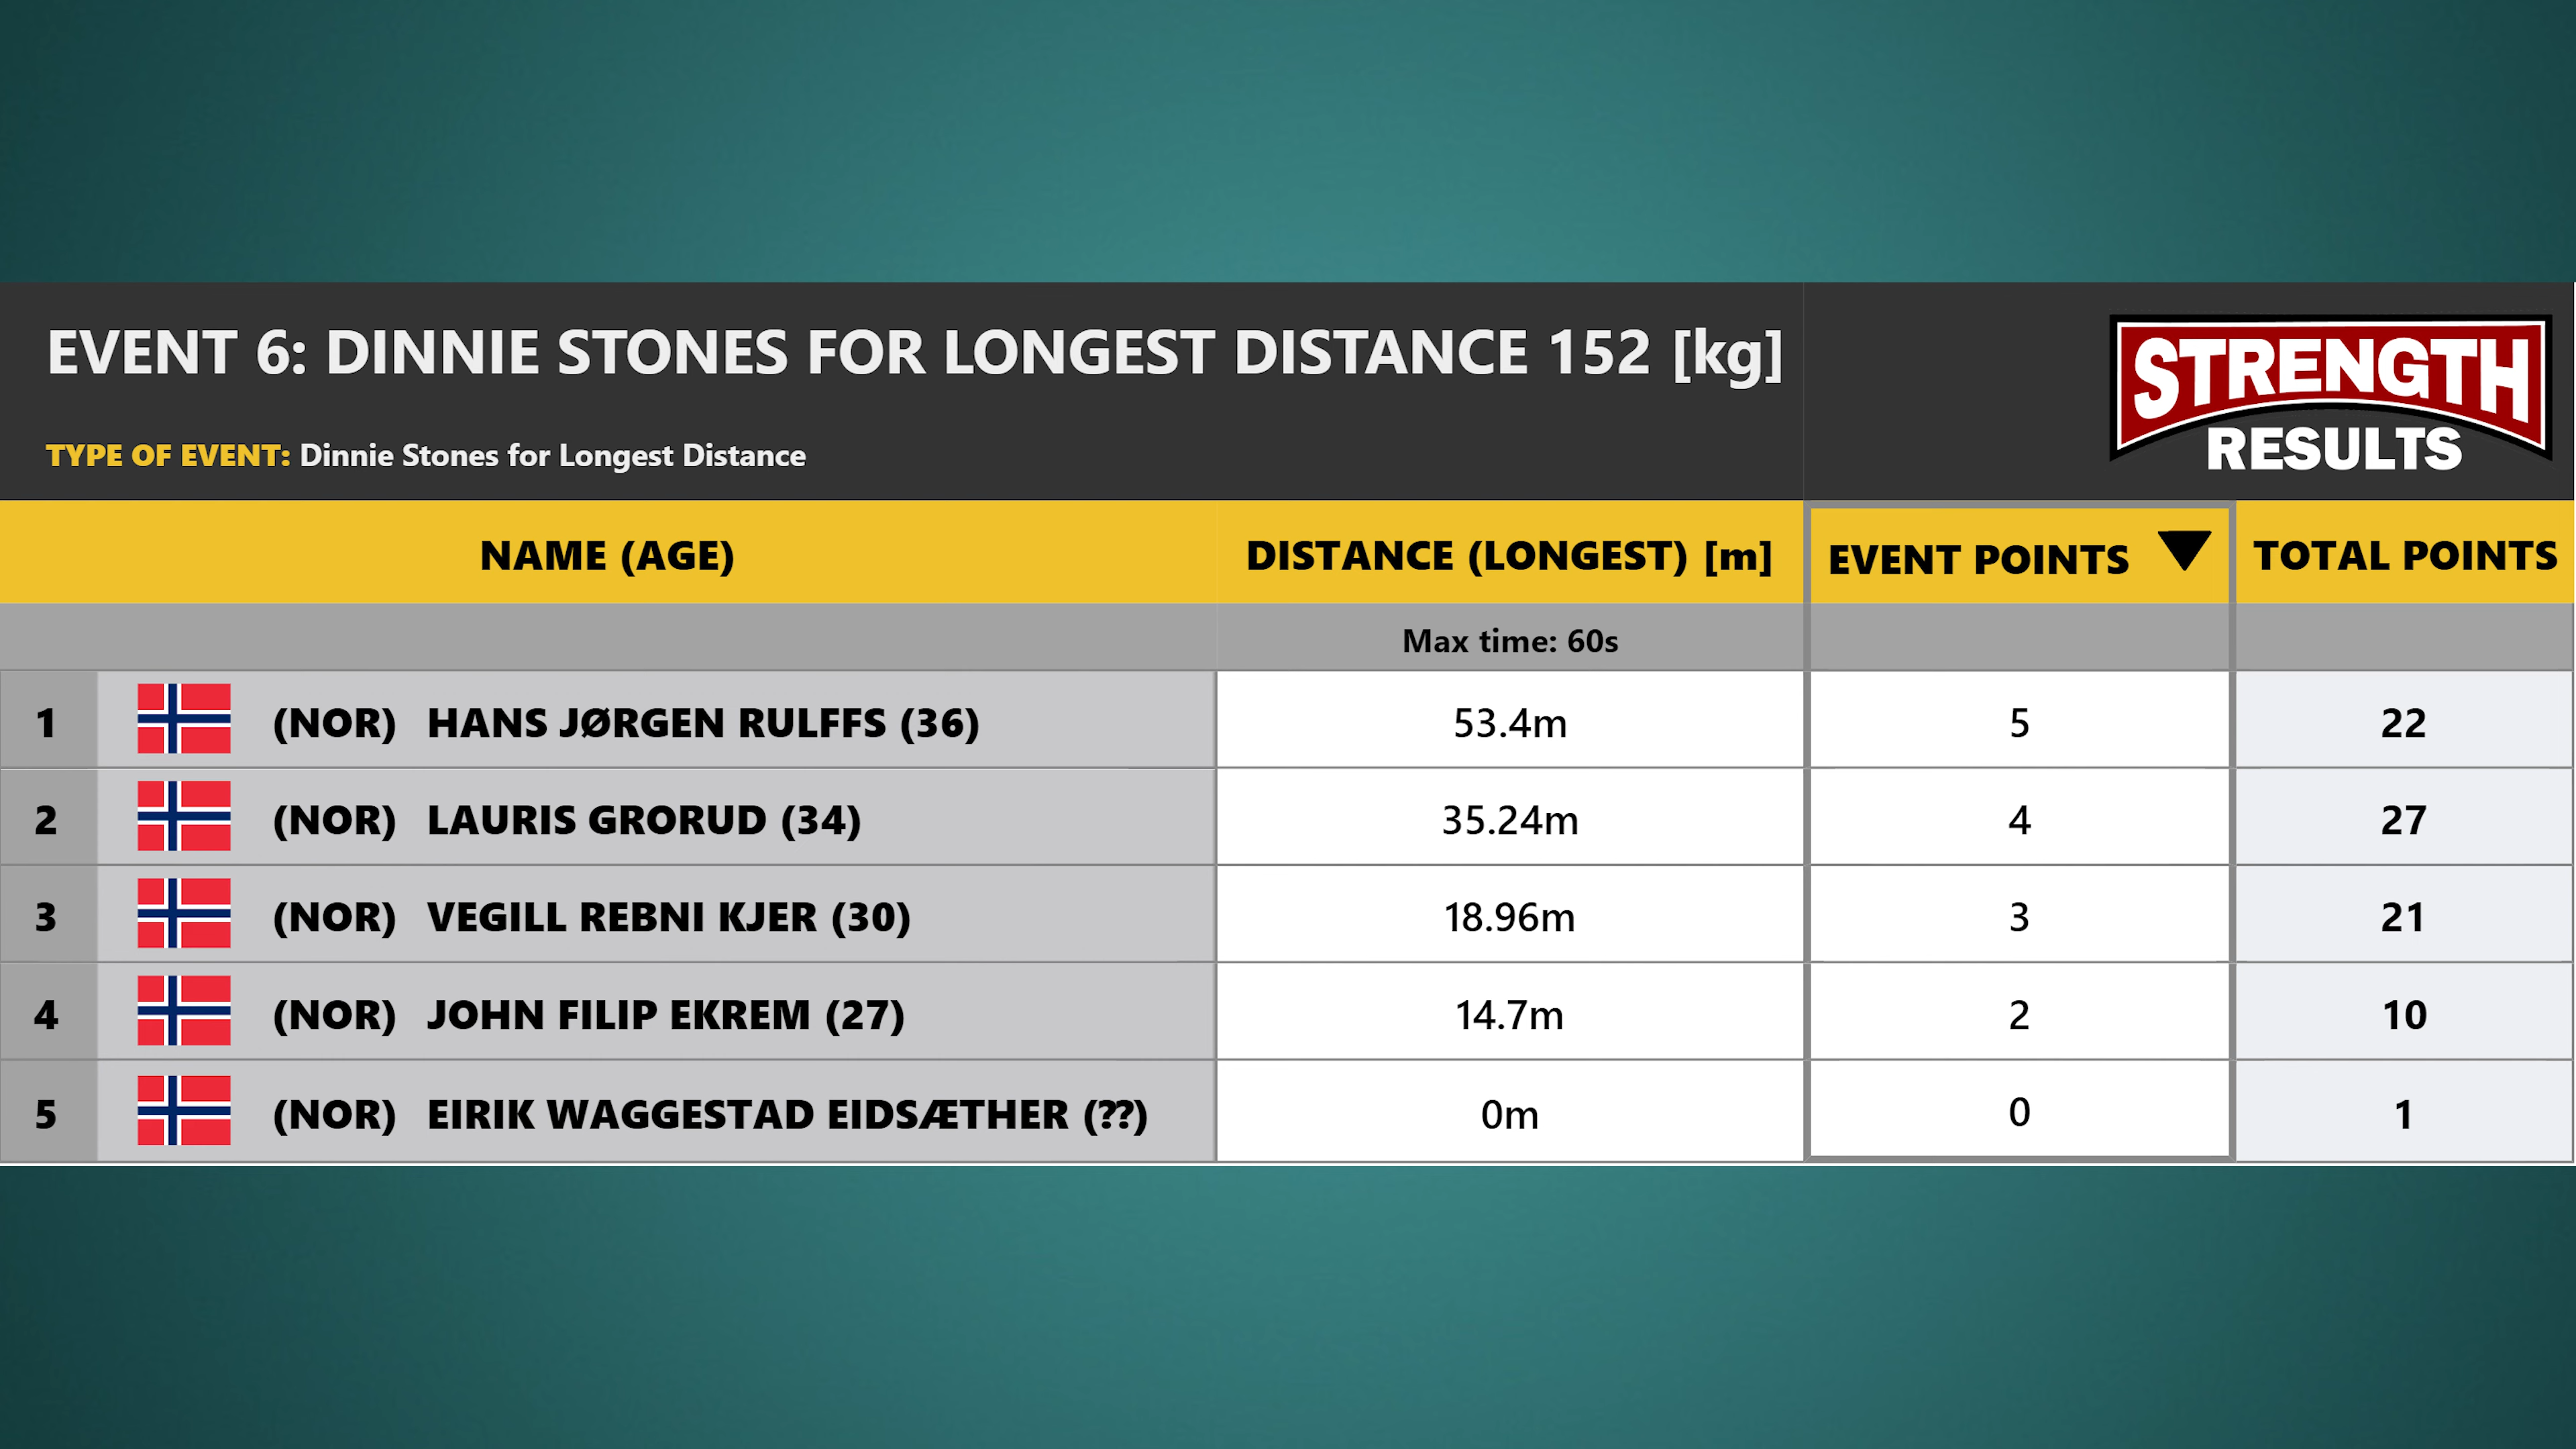 EVENT 6: DINNIE STONES FOR LONGEST DISTANCE 152 [kg]
TYPE OF EVENT: Dinnie Stones for Longest Distance
STRENGTH
RESULTS
NAME (AGE) DISTANCE (LONGEST) [m] EVENT POINTS ▼ TOTAL POINTS
Max time: 60s
1 (NOR) HANS JØRGEN RULFFS (36) 53.4m 5 22
2 (NOR) LAURIS GRORUD (34) 35.24m 4 27
3 (NOR) VEGILL REBNI KJER (30) 18.96m 3 21
4 (NOR) JOHN FILIP EKREM (27) 14.7m 2 10
5 (NOR) EIRIK WAGGESTAD EIDSÆTHER (??) 0m 0 1